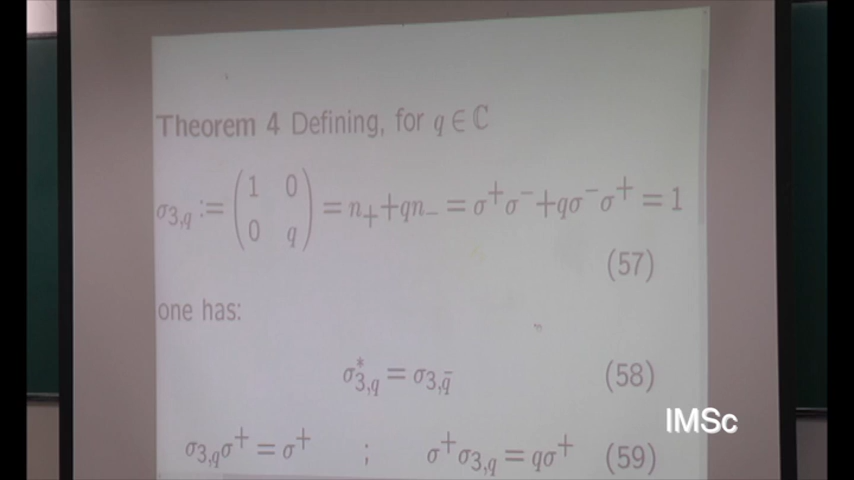 Theorem 4 Defining, for q ∈ ℂ
σ₃,q := (1 0; 0 q) = n₊+qn₋ = σ⁺σ⁻+qσ⁻σ⁺ = 1
(57)
one has:
σ*₃,q = σ₃,q̄ (58)
IMSc
σ₃,qσ⁺ = σ⁺ ; σ⁺σ₃,q = qσ⁺ (59)